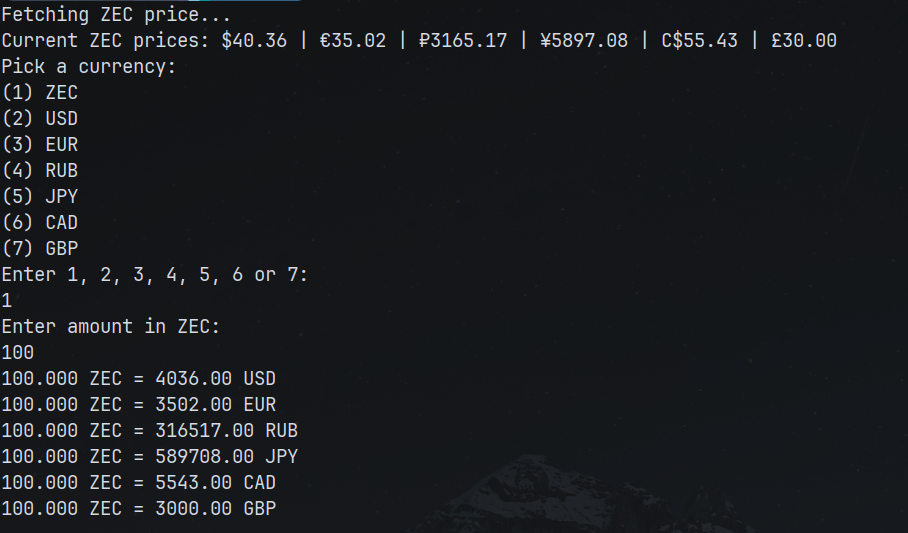 Fetching ZEC price...
Current ZEC prices: $40.36 | €35.02 | ₽3165.17 | ¥5897.08 | C$55.43 | £30.00
Pick a currency:
(1) ZEC
(2) USD
(3) EUR
(4) RUB
(5) JPY
(6) CAD
(7) GBP
Enter 1, 2, 3, 4, 5, 6 or 7:
1
Enter amount in ZEC:
100
100.000 ZEC = 4036.00 USD
100.000 ZEC = 3502.00 EUR
100.000 ZEC = 316517.00 RUB
100.000 ZEC = 589708.00 JPY
100.000 ZEC = 5543.00 CAD
100.000 ZEC = 3000.00 GBP